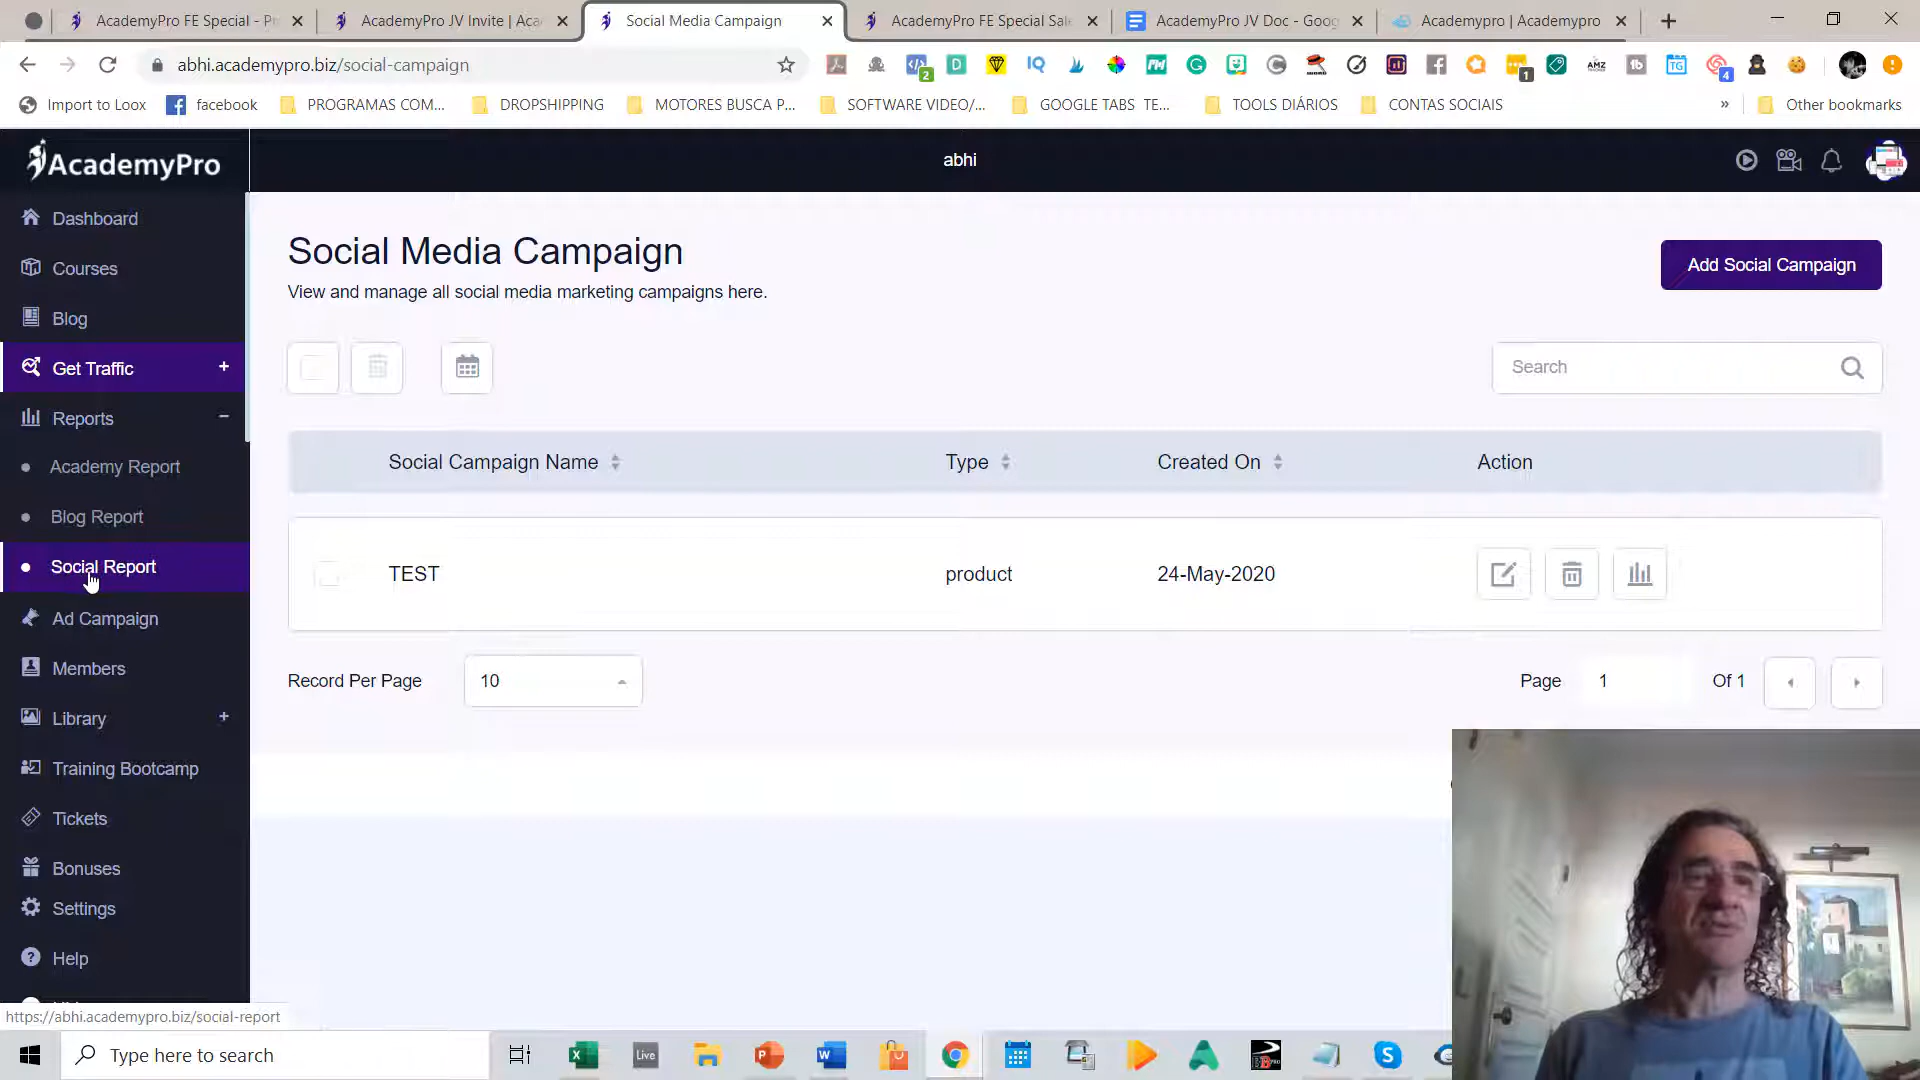 AcademyPro FE Special - Pr
AcademyPro JV Invite | Aca
Social Media Campaign
AcademyPro FE Special Sale
AcademyPro JV Doc - Goog
Academypro | Academypro
abhi.academypro.biz/social-campaign
Import to Loox
facebook
PROGRAMAS COM...
DROPSHIPPING
MOTORES BUSCA P...
SOFTWARE VIDEO/...
GOOGLE TABS TE...
TOOLS DIÁRIOS
CONTAS SOCIAIS
»
Other bookmarks
AcademyPro
abhi
Dashboard
Courses
Blog
Get Traffic +
Reports −
Academy Report
Blog Report
Social Report
Ad Campaign
Members
Library +
Training Bootcamp
Tickets
Bonuses
Settings
Help
Social Media Campaign
View and manage all social media marketing campaigns here.
Add Social Campaign
Search
Social Campaign Name
Type
Created On
Action
TEST
product
24-May-2020
Record Per Page
10
Page
1
Of 1
https://abhi.academypro.biz/social-report
Type here to search
Live